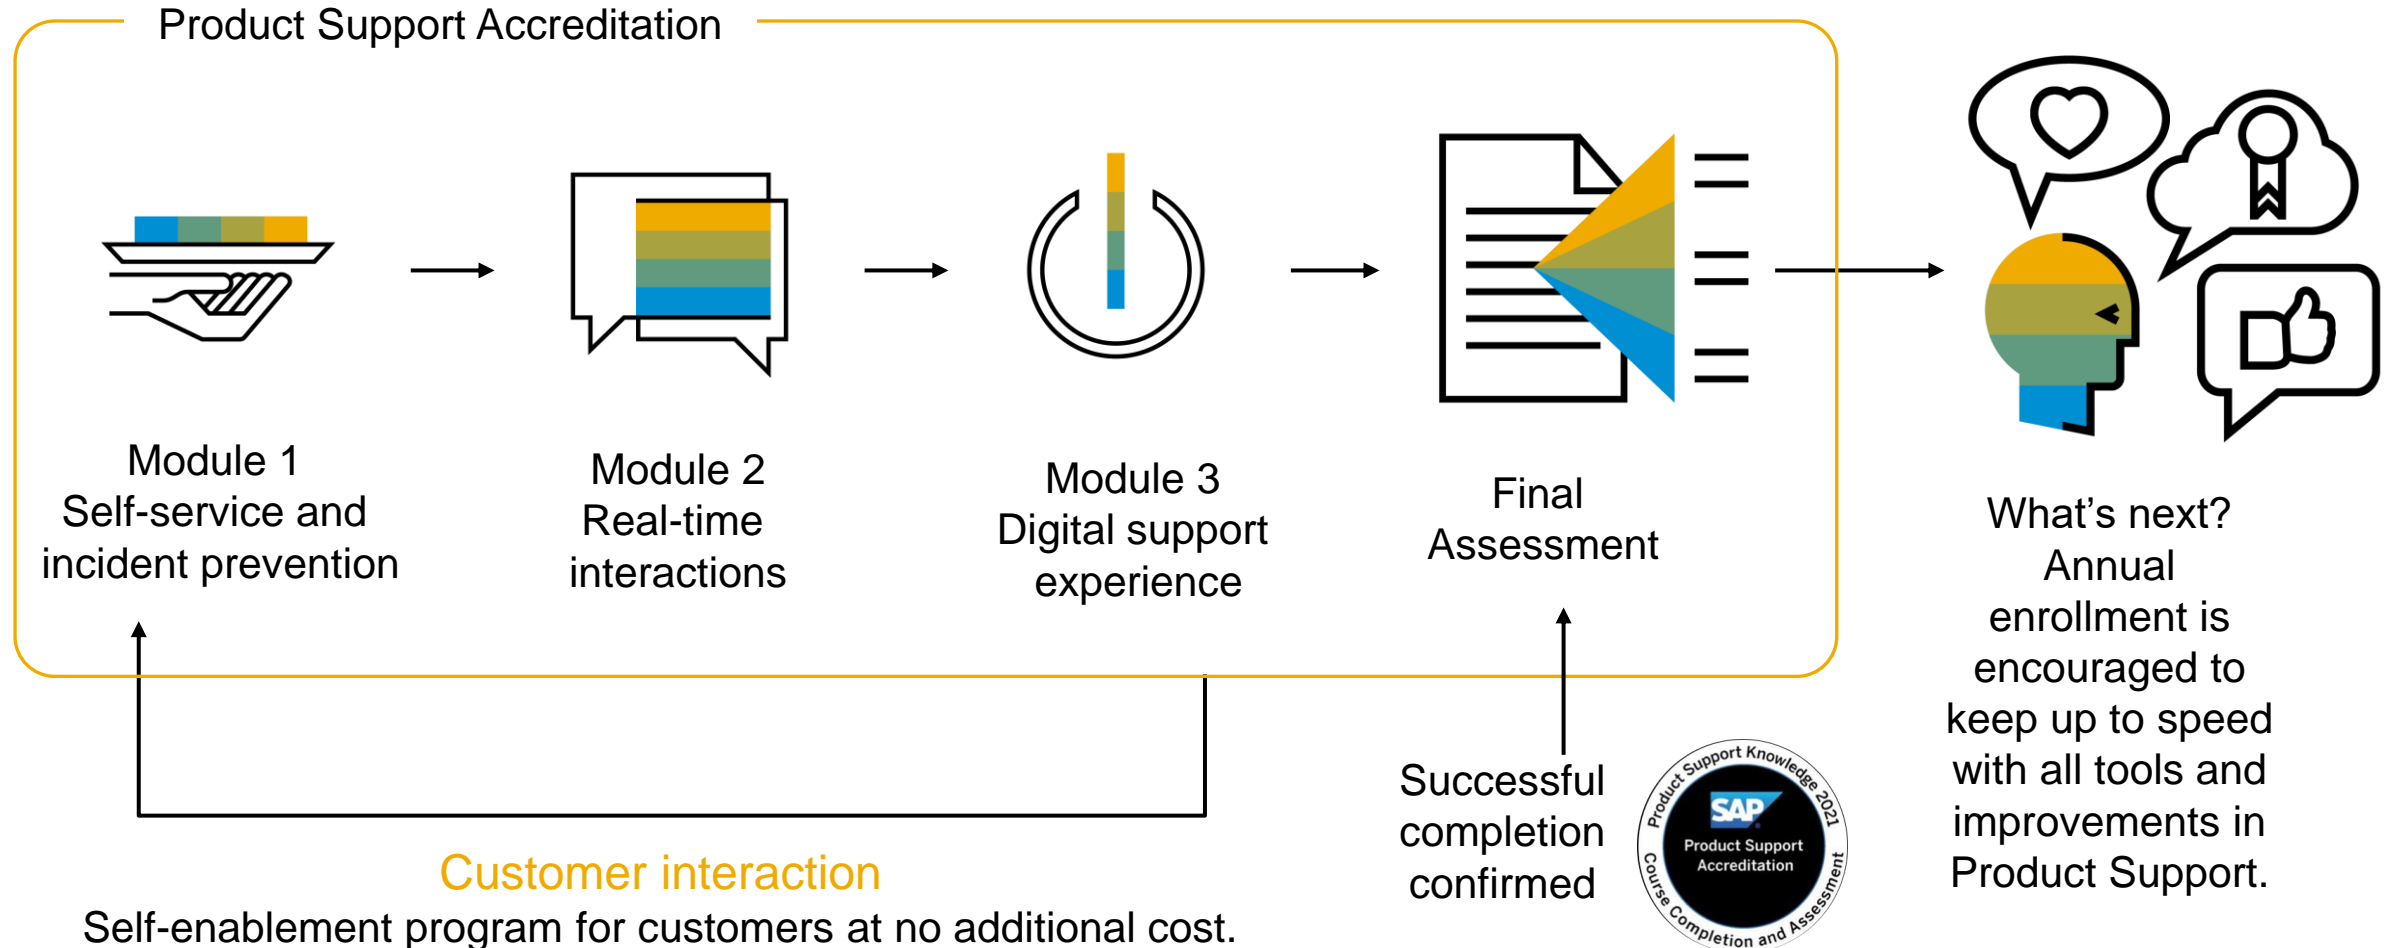 Product Support Accreditation
Module 1
Self-service and
incident prevention
Module 2
Real-time
interactions
Module 3
Digital support
experience
Final
Assessment
What’s next?
Annual
enrollment is
encouraged to
keep up to speed
with all tools and
improvements in
Product Support.
Customer interaction
Self-enablement program for customers at no additional cost.
Successful
completion
confirmed
Product Support Knowledge 2021
SAP
Product Support
Accreditation
Course Completion and Assessment